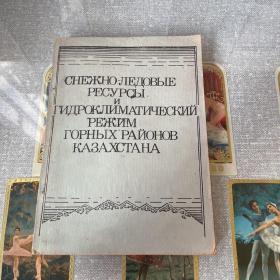 СНЕЖНО-ЛЕДОВЫЕ
РЕСУРСЫ
И
ГИДРОКЛИМАТИЧЕСКИЙ
РЕЖИМ
ГОРНЫХ РАЙОНОВ
КАЗАХСТАНА